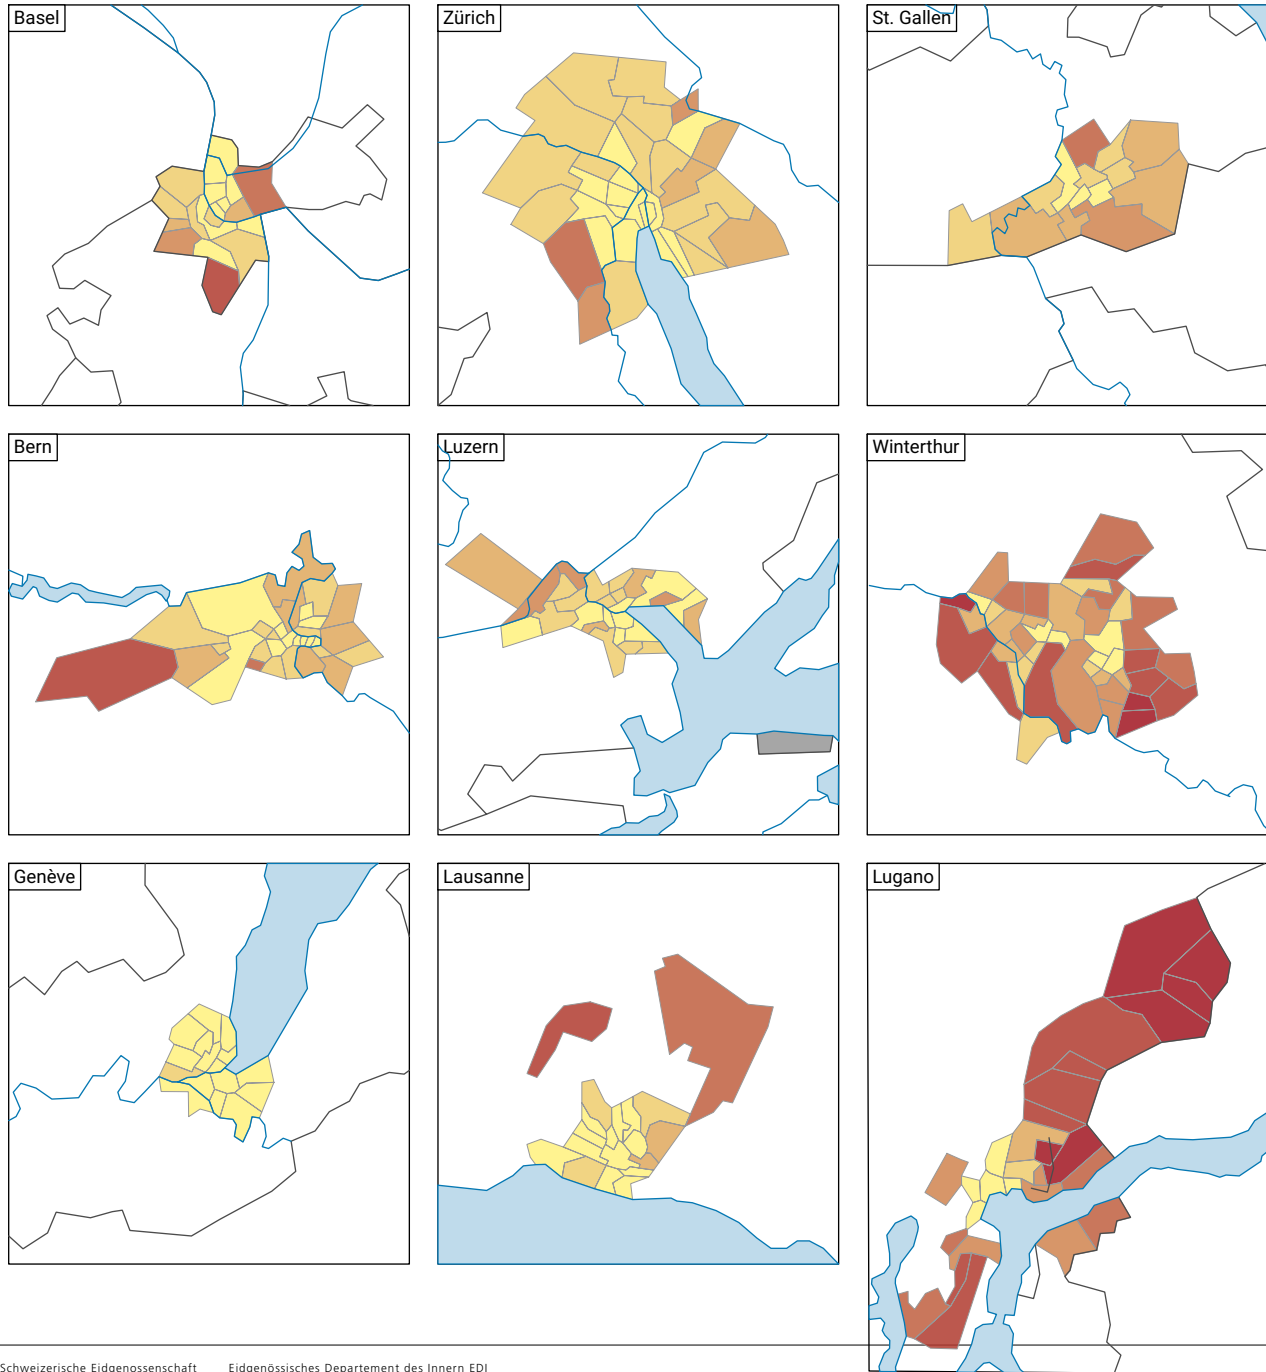 Basel
Zürich
St. Gallen
Bern
Luzern
Winterthur
Genève
Lausanne
Lugano
Schweizerische Eidgenossenschaft Eidgenössisches Departement des Innern EDI